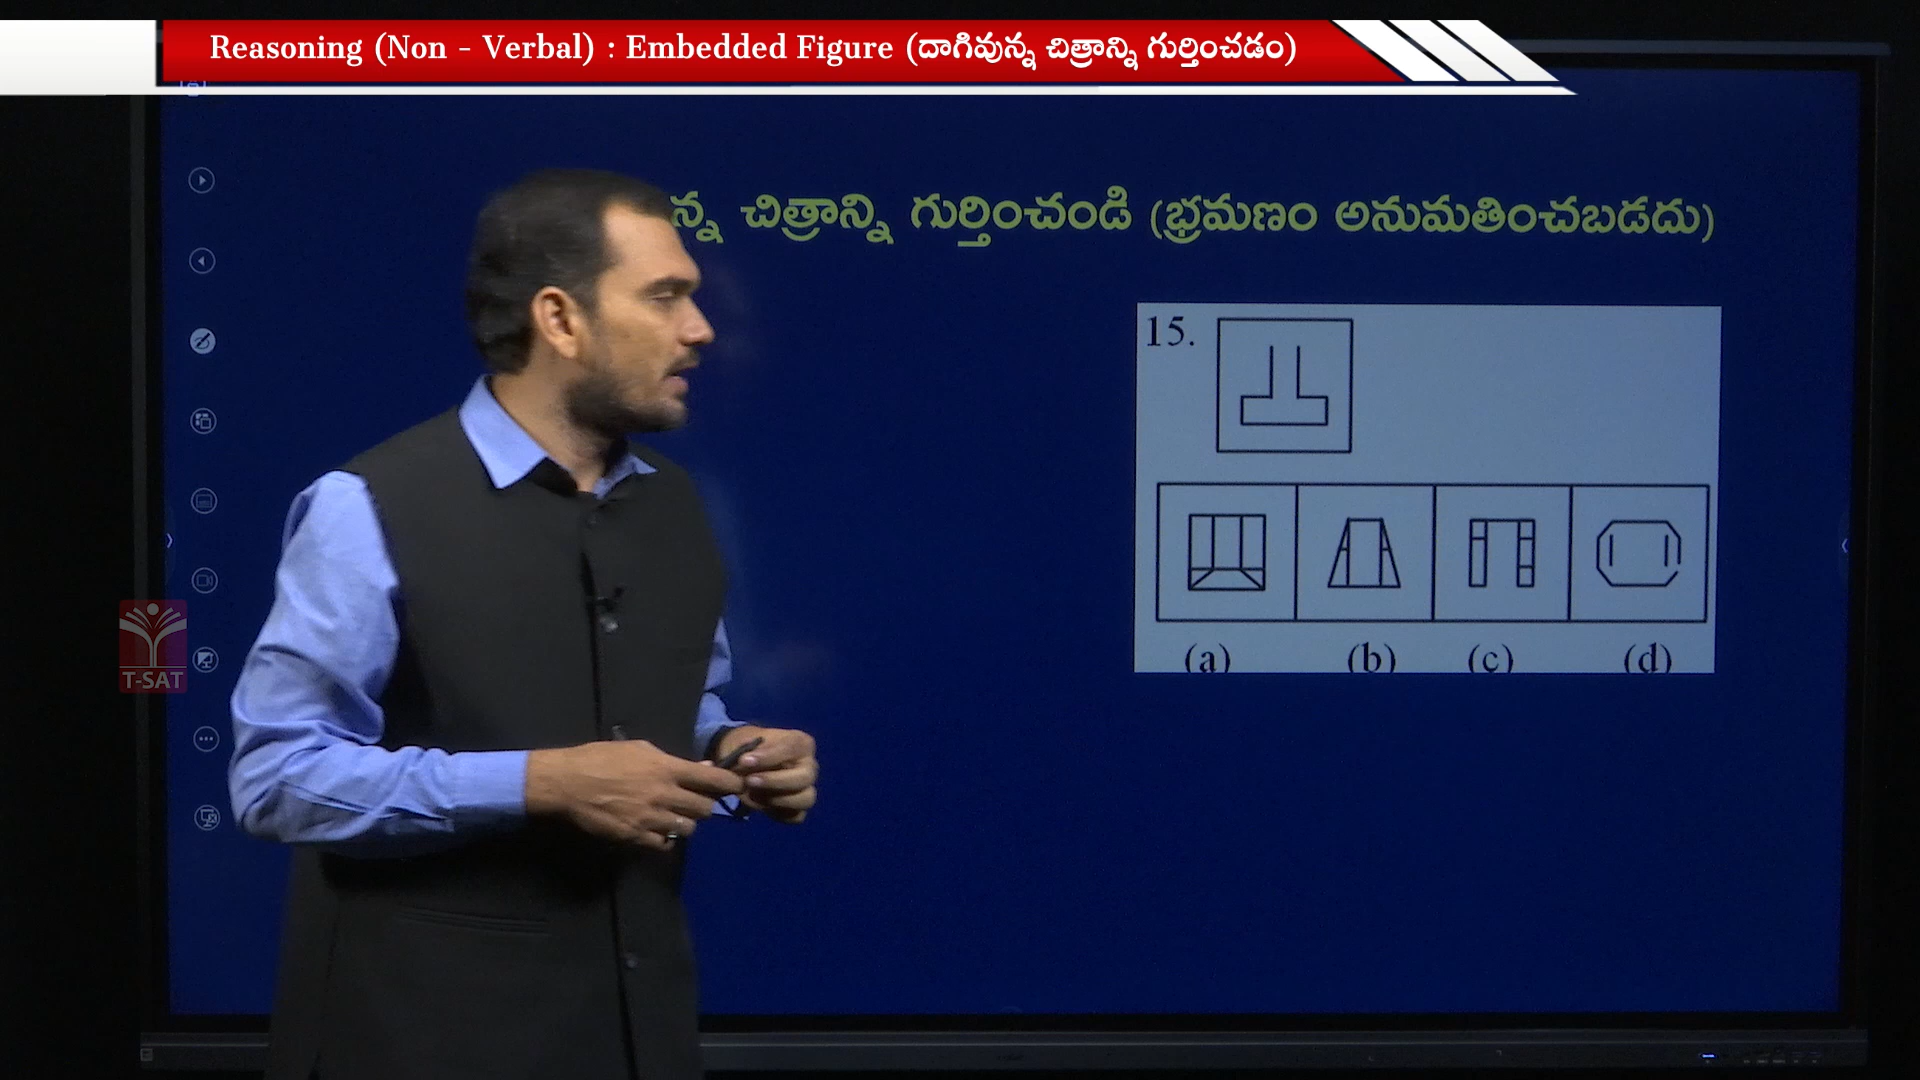 Reasoning (Non - Verbal) : Embedded Figure (దాగివున్న చిత్రాన్ని గుర్తించడం)
చిత్రాన్ని గుర్తించండి (భ్రమణం అనుమతించబడదు)
15.
(a) (b) (c) (d)
T-SAT